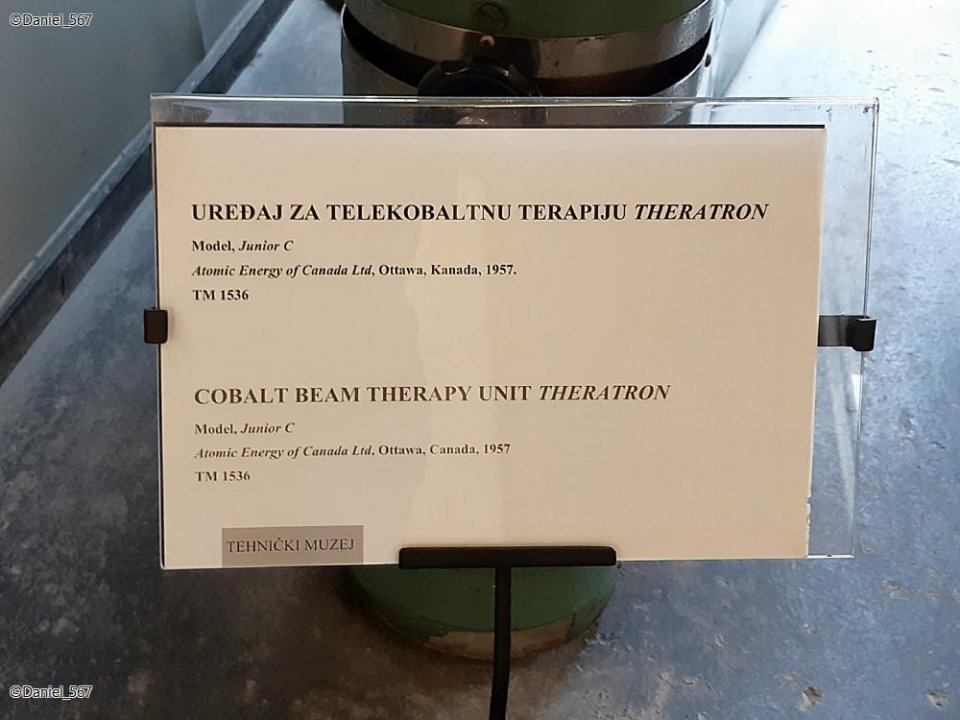 ©Daniel_567
UREĐAJ ZA TELEKOBALTNU TERAPIJU THERATRON
Model, Junior C
Atomic Energy of Canada Ltd, Ottawa, Kanada, 1957.
TM 1536
COBALT BEAM THERAPY UNIT THERATRON
Model, Junior C
Atomic Energy of Canada Ltd, Ottawa, Canada, 1957
TM 1536
TEHNIČKI MUZEJ
©Daniel_567